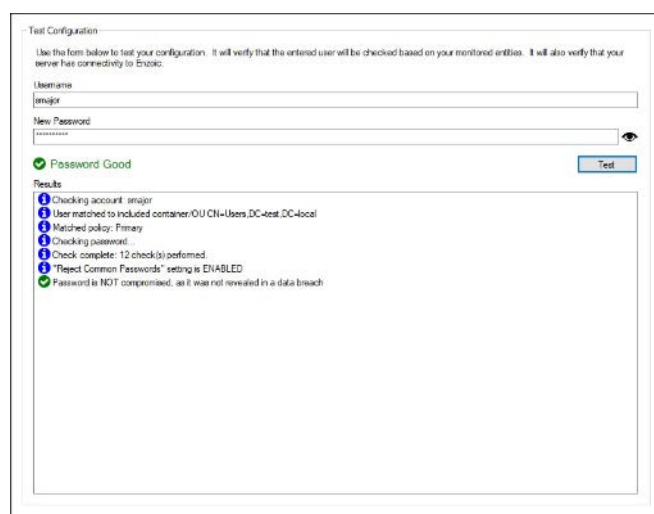 Test Configuration
Use the form below to test your configuration. It will verify that the entered user will be checked based on your monitored entities. It will also verify that your
server has connectivity to Enzoic.
Username
smajor
New Password
**********
Password Good
Test
Results
Checking account: smajor
User matched to included container/OU CN=Users,DC=test,DC=local
Matched policy: Primary
Checking password...
Check complete: 12 check(s) performed.
"Reject Common Passwords" setting is ENABLED
Password is NOT compromised, as it was not revealed in a data breach